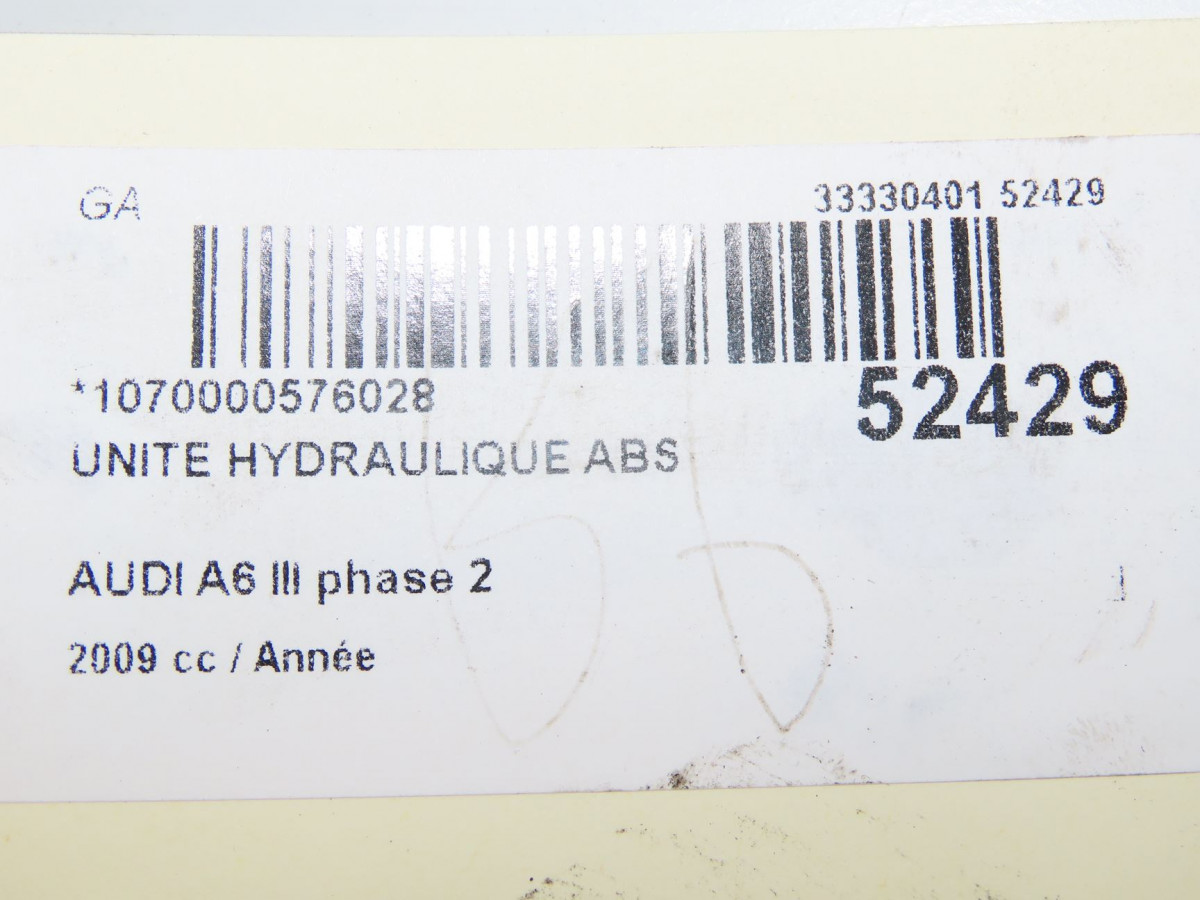 GA
33330401 52429
*1070000576028
52429
UNITE HYDRAULIQUE ABS
AUDI A6 III phase 2
2009 cc / Année